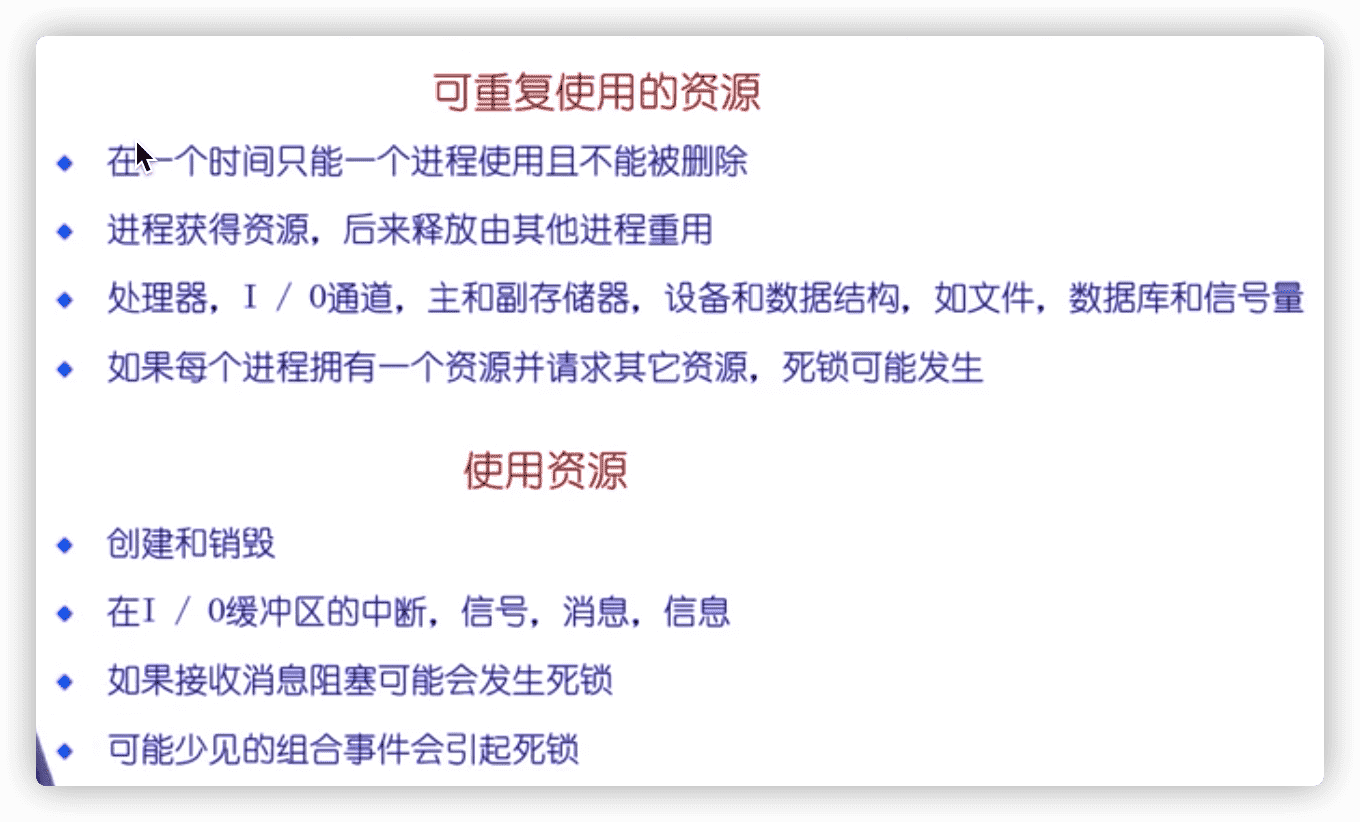 可重复使用的资源
在一个时间只能一个进程使用且不能被删除
进程获得资源，后来释放由其他进程重用
处理器，I / O通道，主和副存储器，设备和数据结构，如文件，数据库和信号量
如果每个进程拥有一个资源并请求其它资源，死锁可能发生
使用资源
创建和销毁
在I / O缓冲区的中断，信号，消息，信息
如果接收消息阻塞可能会发生死锁
可能少见的组合事件会引起死锁